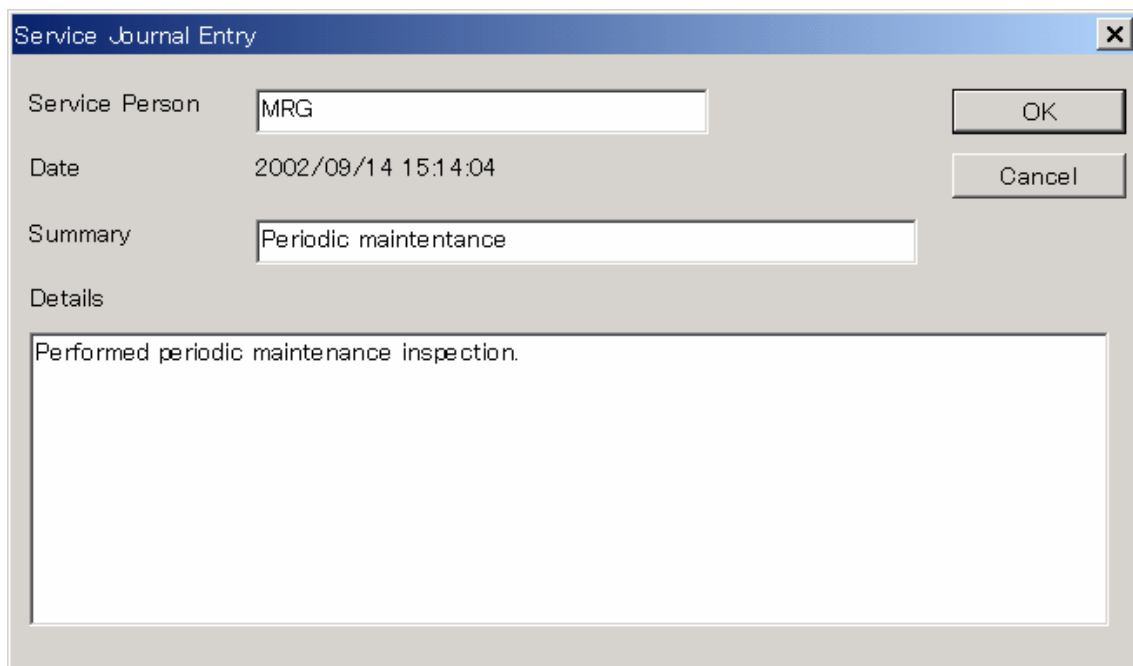 Service Journal Entry
Service Person MRG OK
Date 2002/09/14 15:14:04 Cancel
Summary Periodic maintentance
Details
Performed periodic maintenance inspection.